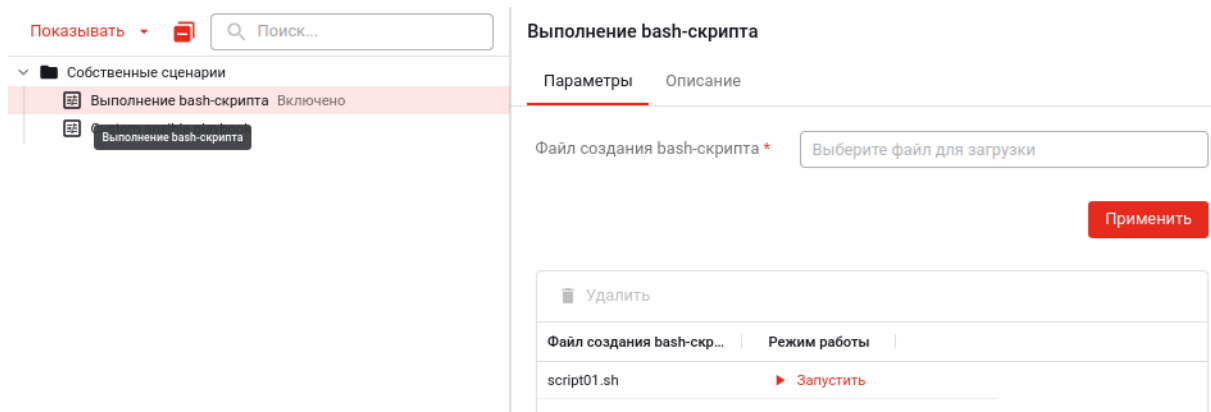 Показывать
Поиск...
Собственные сценарии
Выполнение bash-скрипта Включено
Выполнение bash-скрипта
Выполнение bash-скрипта
Параметры Описание
Файл создания bash-скрипта * Выберите файл для загрузки
Применить
Удалить
Файл создания bash-скр... Режим работы
script01.sh Запустить